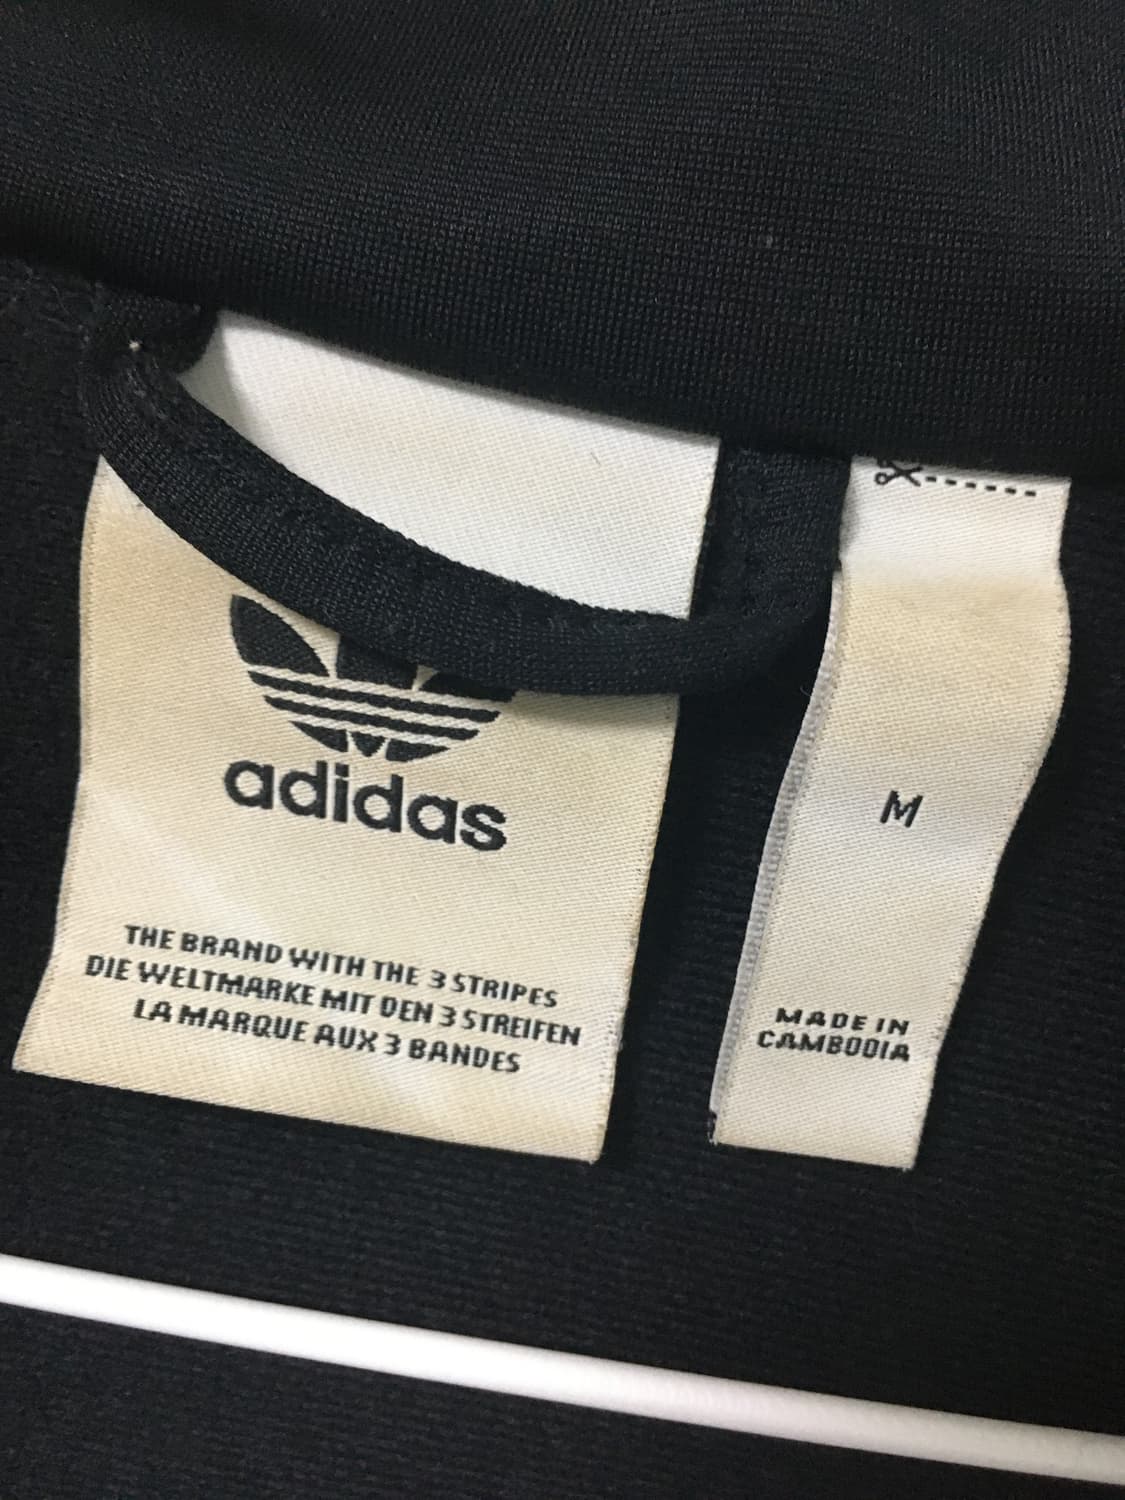 adidas
THE BRAND WITH THE 3 STRIPES
DIE WELTMARKE MIT DEN 3 STREIFEN
LA MARQUE AUX 3 BANDES
M
MADE IN
CAMBODIA